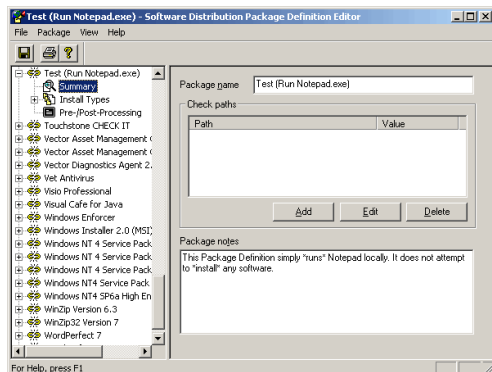 Test (Run Notepad.exe) - Software Distribution Package Definition Editor
File Package View Help
Test (Run Notepad.exe)
Summary
Install Types
Pre-/Post-Processing
Touchstone CHECK IT
Vector Asset Management
Vector Asset Management
Vector Diagnostics Agent 2.
Vet Antivirus
Visio Professional
Visual Cafe for Java
Windows Enforcer
Windows Installer 2.0 (MSI)
Windows NT 4 Service Pack
Windows NT 4 Service Pack
Windows NT 4 Service Pack
Windows NT4 Service Pack
Windows NT4 SP6a High En
WinZip Version 6.3
WinZip32 Version 7
WordPerfect 7
Package name Test (Run Notepad.exe)
Check paths
Path Value
Add Edit Delete
Package notes
This Package Definition simply *runs* Notepad locally. It does not attempt
to "install" any software.
For Help, press F1